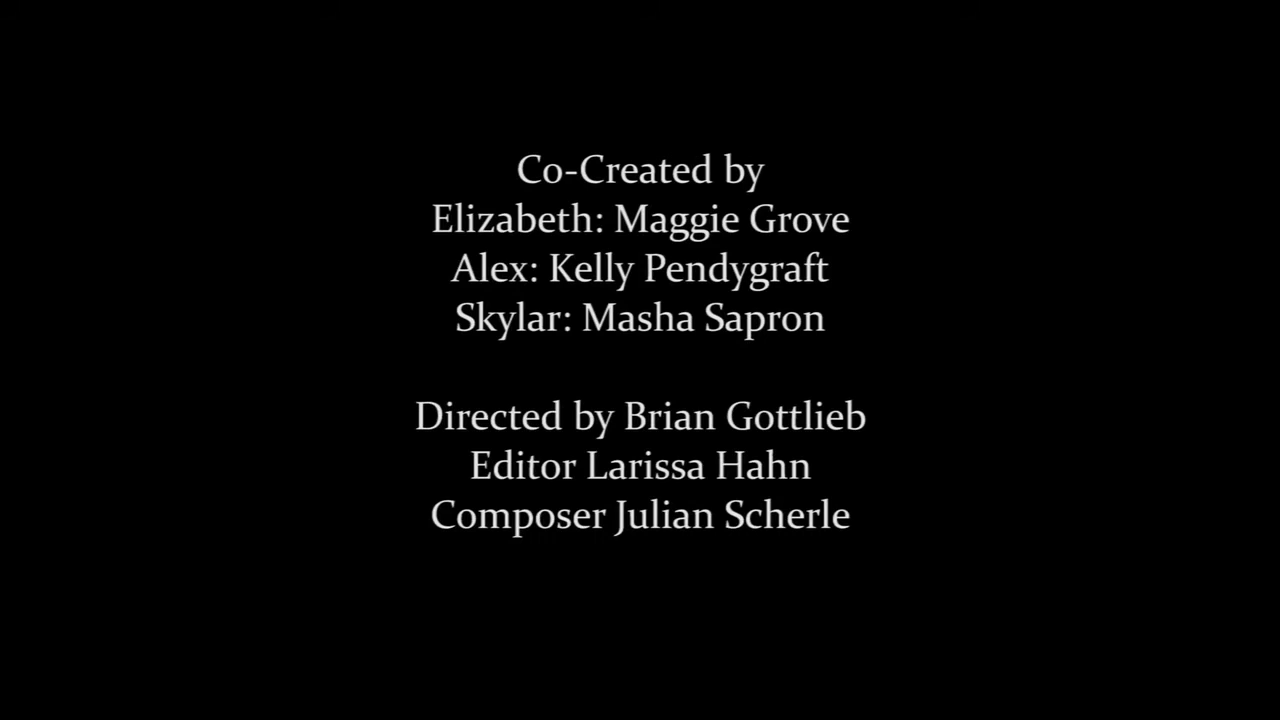 Co-Created by
Elizabeth: Maggie Grove
Alex: Kelly Pendygraft
Skylar: Masha Sapron
Directed by Brian Gottlieb
Editor Larissa Hahn
Composer Julian Scherle